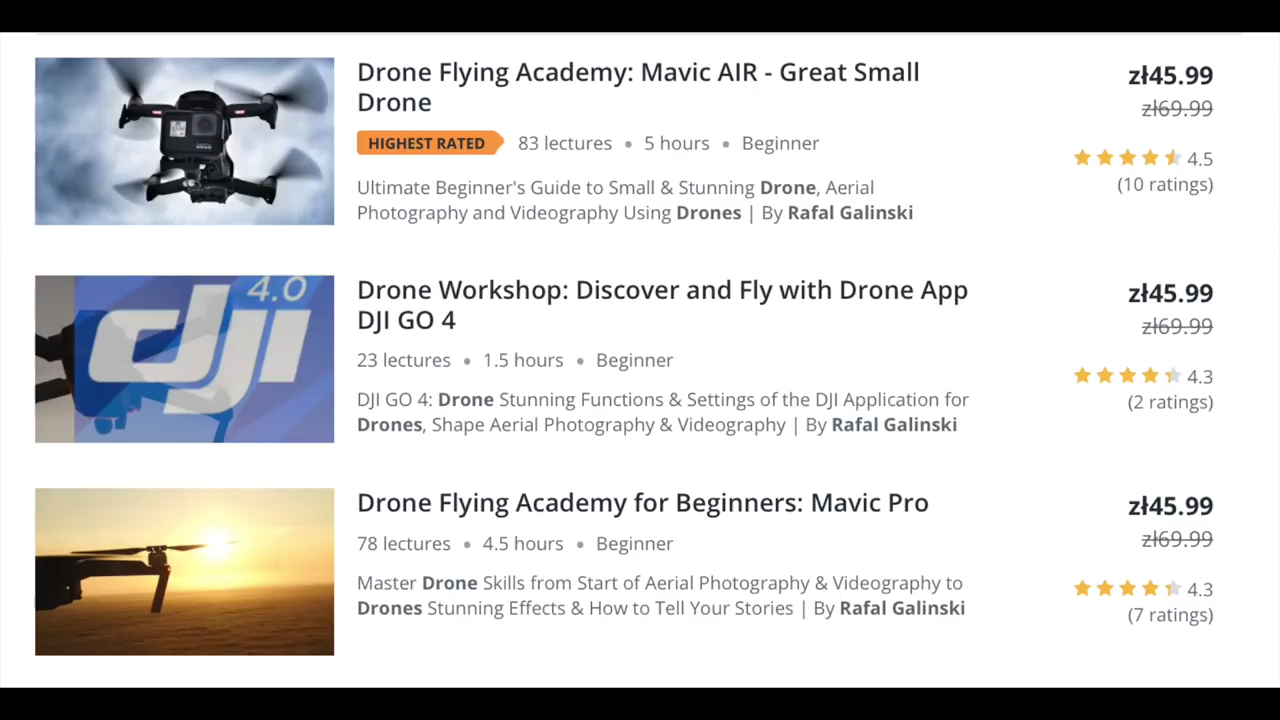 Drone Flying Academy: Mavic AIR - Great Small
Drone
HIGHEST RATED 83 lectures • 5 hours • Beginner
Ultimate Beginner's Guide to Small & Stunning Drone, Aerial
Photography and Videography Using Drones | By Rafal Galinski
zł45.99
zł69.99
4.5
(10 ratings)
4.0
dji
Drone Workshop: Discover and Fly with Drone App
DJI GO 4
23 lectures • 1.5 hours • Beginner
DJI GO 4: Drone Stunning Functions & Settings of the DJI Application for
Drones, Shape Aerial Photography & Videography | By Rafal Galinski
zł45.99
zł69.99
4.3
(2 ratings)
Drone Flying Academy for Beginners: Mavic Pro
78 lectures • 4.5 hours • Beginner
Master Drone Skills from Start of Aerial Photography & Videography to
Drones Stunning Effects & How to Tell Your Stories | By Rafal Galinski
zł45.99
zł69.99
4.3
(7 ratings)